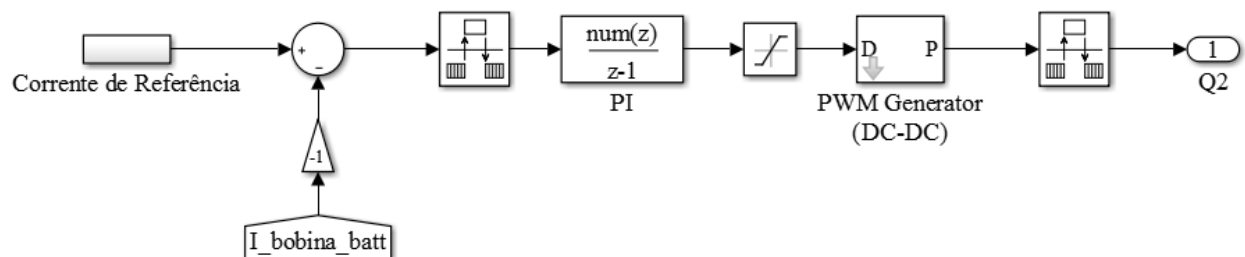 Corrente de Referência
+
−
-1
I_bobina_batt
num(z)
z-1
PI
D
P
PWM Generator
(DC-DC)
1
Q2